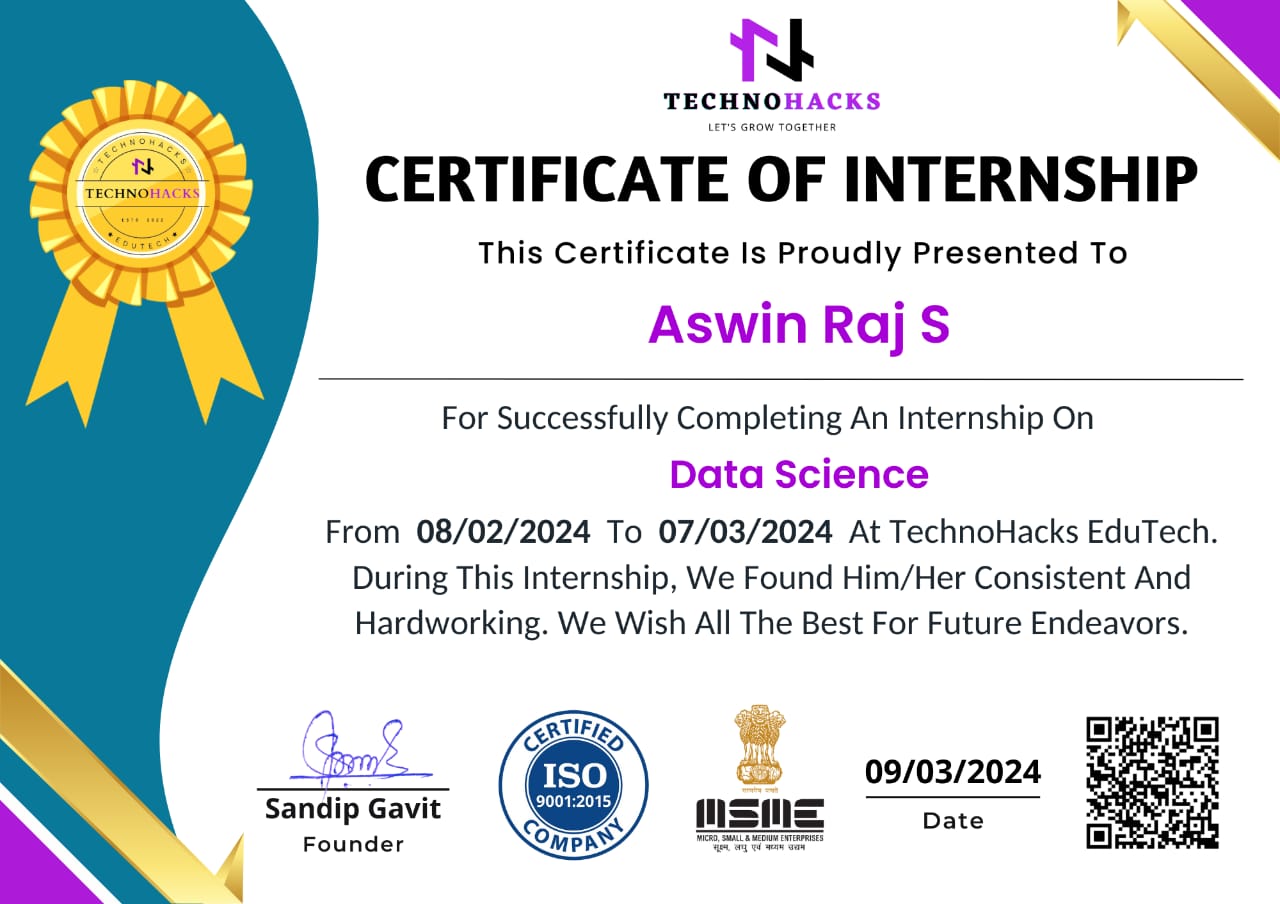 TECHNOHACKS
LET'S GROW TOGETHER
CERTIFICATE OF INTERNSHIP
This Certificate Is Proudly Presented To
Aswin Raj S
For Successfully Completing An Internship On
Data Science
From 08/02/2024 To 07/03/2024 At TechnoHacks EduTech.
During This Internship, We Found Him/Her Consistent And
Hardworking. We Wish All The Best For Future Endeavors.
TECHNOHACKS
TECHNOHACKS
ESTD 2022
★ EDUTECH ★
Sandip Gavit
Founder
CERTIFIED
ISO
9001:2015
COMPANY
सत्यमेव जयते
MSME
MICRO, SMALL & MEDIUM ENTERPRISES
सूक्ष्म, लघु एवं मध्यम उद्यम
09/03/2024
Date